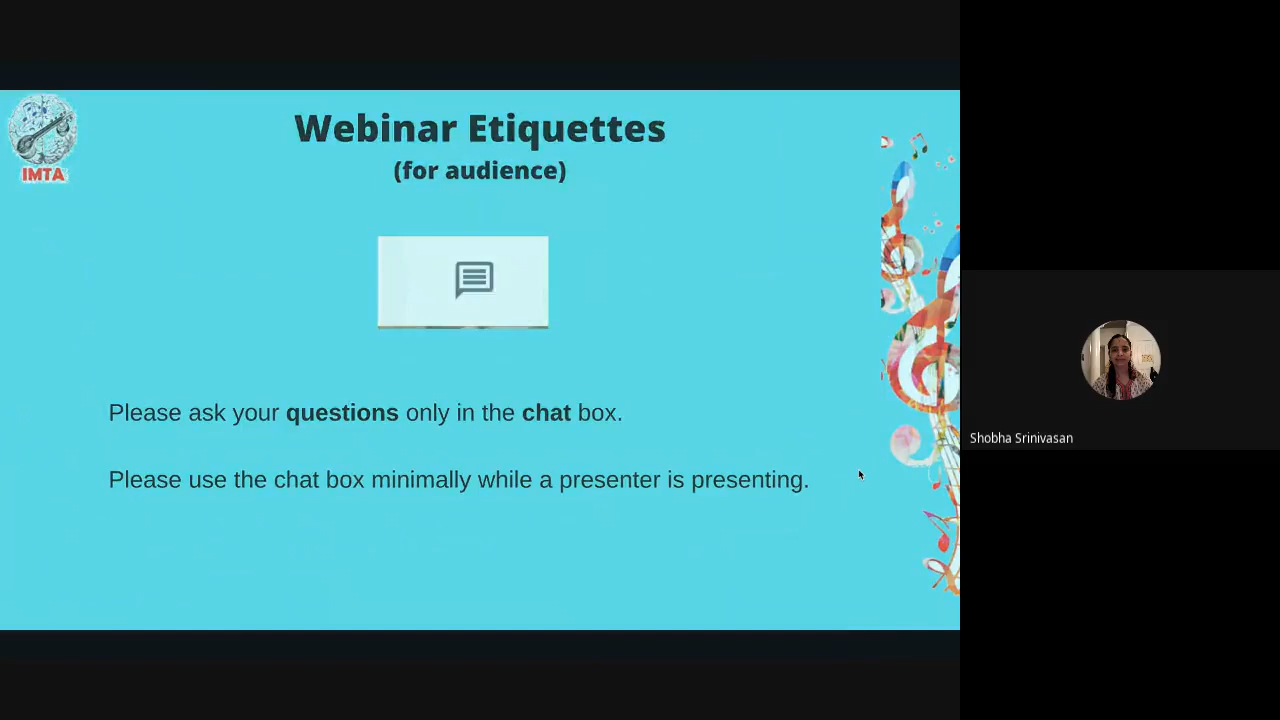 Webinar Etiquettes
(for audience)
IMTA
Please ask your questions only in the chat box.
Please use the chat box minimally while a presenter is presenting.
Shobha Srinivasan